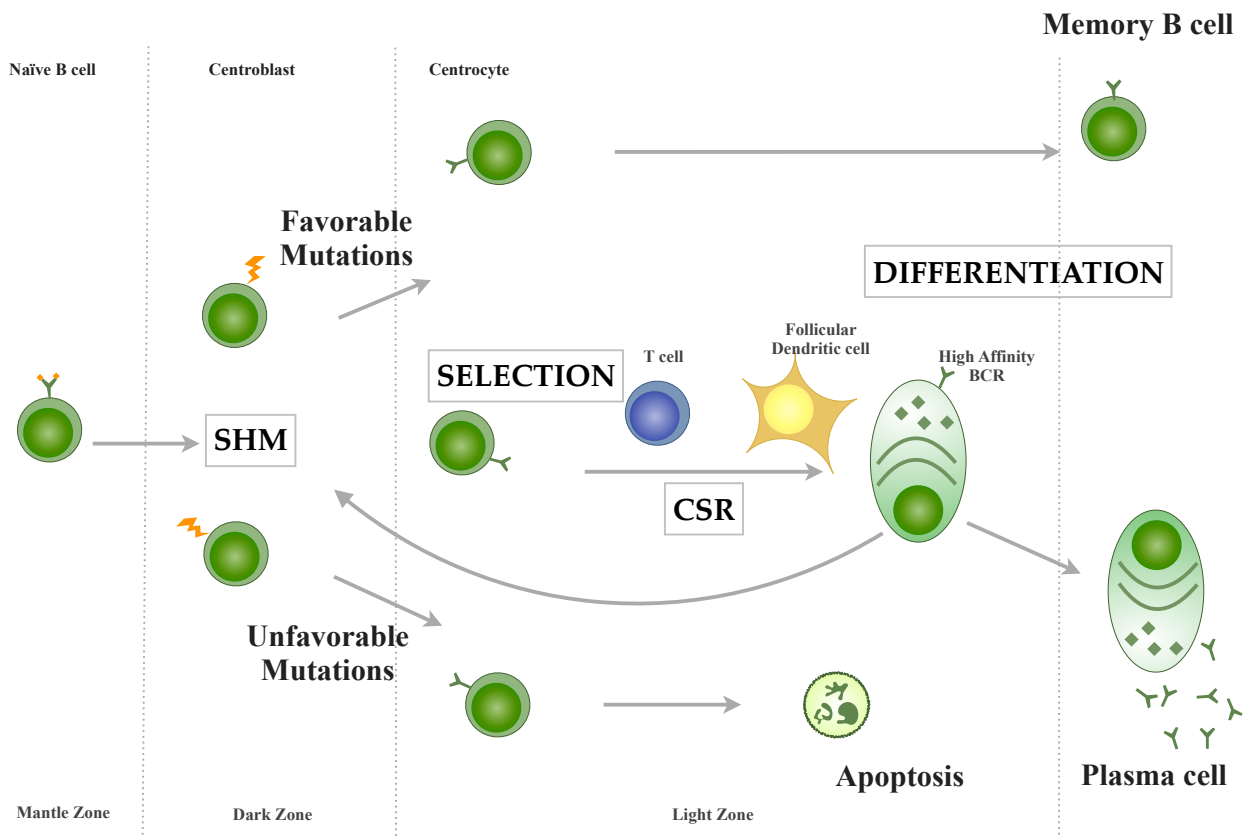 Memory B cell
Naïve B cell
Centroblast
Centrocyte
Favorable
Mutations
DIFFERENTIATION
Follicular
Dendritic cell
T cell
High Affinity
BCR
SELECTION
SHM
CSR
Unfavorable
Mutations
Apoptosis
Plasma cell
Mantle Zone
Dark Zone
Light Zone